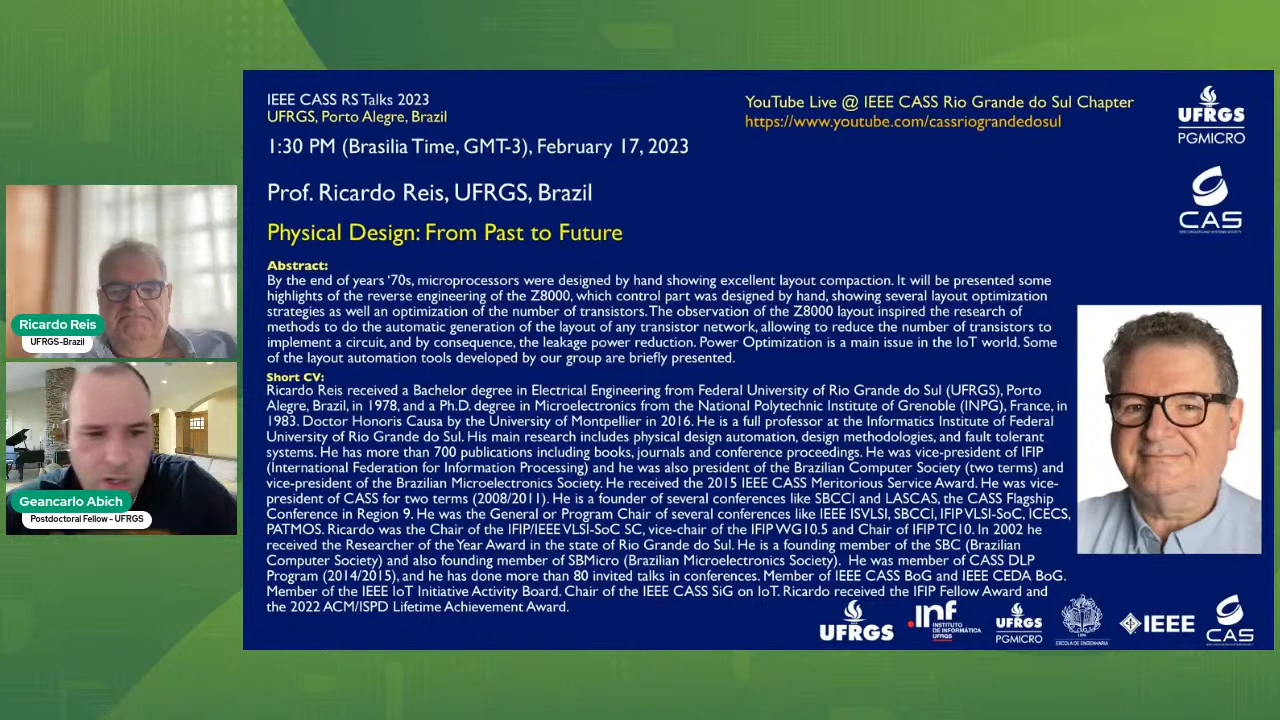 IEEE CASS RS Talks 2023
UFRGS, Porto Alegre, Brazil
YouTube Live @ IEEE CASS Rio Grande do Sul Chapter
https://www.youtube.com/cassriograndedosul
UFRGS
PGMICRO
1:30 PM (Brasilia Time, GMT-3), February 17, 2023
Prof. Ricardo Reis, UFRGS, Brazil
CAS
Physical Design: From Past to Future
Abstract:
By the end of years ‘70s, microprocessors were designed by hand showing excellent layout compaction. It will be presented some
highlights of the reverse engineering of the Z8000, which control part was designed by hand, showing several layout optimization
strategies as well an optimization of the number of transistors. The observation of the Z8000 layout inspired the research of
methods to do the automatic generation of the layout of any transistor network, allowing to reduce the number of transistors to
implement a circuit, and by consequence, the leakage power reduction. Power Optimization is a main issue in the IoT world. Some
of the layout automation tools developed by our group are briefly presented.
Short CV:
Ricardo Reis received a Bachelor degree in Electrical Engineering from Federal University of Rio Grande do Sul (UFRGS), Porto
Alegre, Brazil, in 1978, and a Ph.D. degree in Microelectronics from the National Polytechnic Institute of Grenoble (INPG), France, in
1983. Doctor Honoris Causa by the University of Montpellier in 2016. He is a full professor at the Informatics Institute of Federal
University of Rio Grande do Sul. His main research includes physical design automation, design methodologies, and fault tolerant
systems. He has more than 700 publications including books, journals and conference proceedings. He was vice-president of IFIP
(International Federation for Information Processing) and he was also president of the Brazilian Computer Society (two terms) and
vice-president of the Brazilian Microelectronics Society. He received the 2015 IEEE CASS Meritorious Service Award. He was vice-
president of CASS for two terms (2008/2011). He is a founder of several conferences like SBCCI and LASCAS, the CASS Flagship
Conference in Region 9. He was the General or Program Chair of several conferences like IEEE ISVLSI, SBCCI, IFIP VLSI-SoC, ICECS,
PATMOS. Ricardo was the Chair of the IFIP/IEEE VLSI-SoC SC, vice-chair of the IFIP WG10.5 and Chair of IFIP TC10. In 2002 he
received the Researcher of the Year Award in the state of Rio Grande do Sul. He is a founding member of the SBC (Brazilian
Computer Society) and also founding member of SBMicro (Brazilian Microelectronics Society). He was member of CASS DLP
Program (2014/2015), and he has done more than 80 invited talks in conferences. Member of IEEE CASS BoG and IEEE CEDA BoG.
Member of the IEEE IoT Initiative Activity Board. Chair of the IEEE CASS SiG on IoT. Ricardo received the IFIP Fellow Award and
the 2022 ACM/ISPD Lifetime Achievement Award.
Ricardo Reis
UFRGS-Brazil
Geancarlo Abich
Postdoctoral Fellow - UFRGS
UFRGS
.inf
INSTITUTO
DE INFORMÁTICA
UFRGS
UFRGS
PGMICRO
ESCOLA DE ENGENHARIA
IEEE
CAS